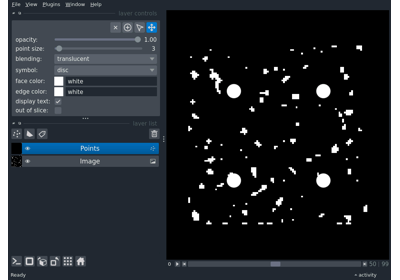 File View Plugins Window Help
layer controls
opacity: 1.00
point size: 3
blending: translucent
symbol: disc
face color: white
edge color: white
display text:
out of slice:
layer list
Points
Image
50 99
Ready
activity